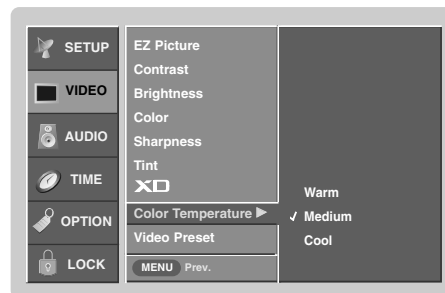 SETUP
VIDEO
AUDIO
TIME
OPTION
LOCK
EZ Picture
Contrast
Brightness
Color
Sharpness
Tint
XD
Color Temperature
Video Preset
MENU Prev.
Warm
Medium
Cool